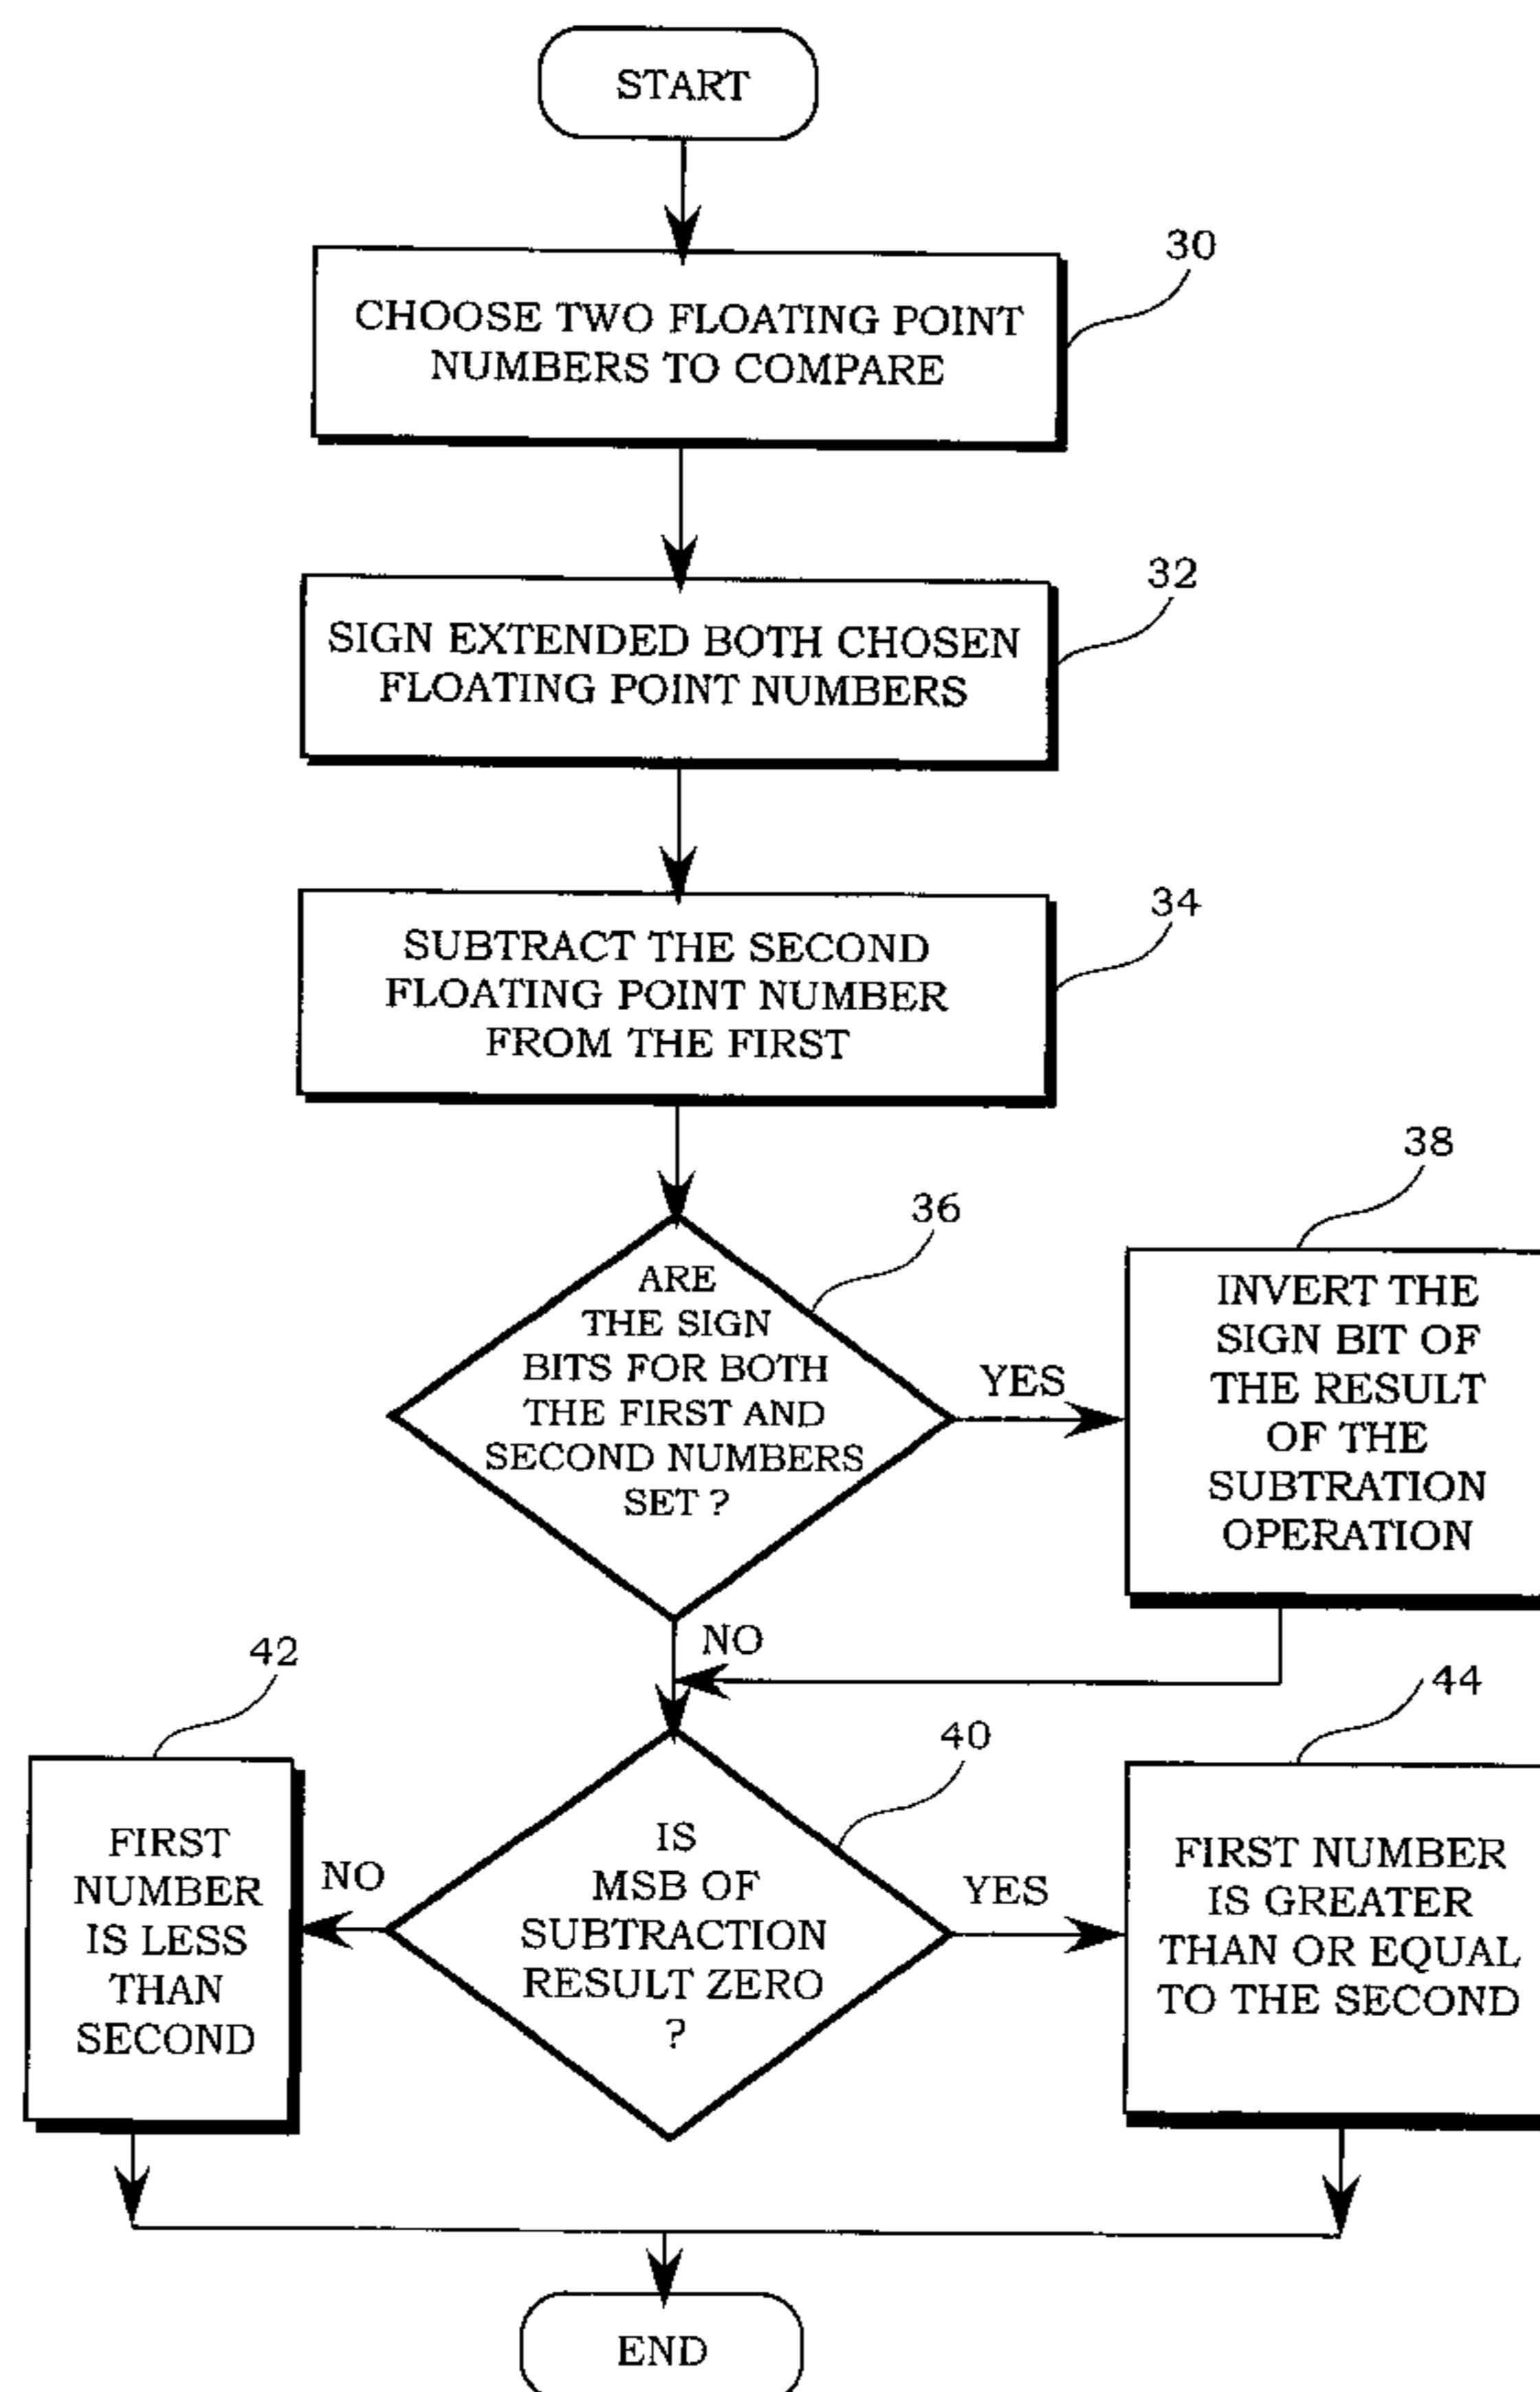 START
30
CHOOSE TWO FLOATING POINT
NUMBERS TO COMPARE
32
SIGN EXTENDED BOTH CHOSEN
FLOATING POINT NUMBERS
34
SUBTRACT THE SECOND
FLOATING POINT NUMBER
FROM THE FIRST
36
ARE
THE SIGN
BITS FOR BOTH
THE FIRST AND
SECOND NUMBERS
SET ?
YES
38
INVERT THE
SIGN BIT OF
THE RESULT
OF THE
SUBTRATION
OPERATION
NO
42
FIRST
NUMBER
IS LESS
THAN
SECOND
NO
40
IS
MSB OF
SUBTRACTION
RESULT ZERO
?
YES
44
FIRST NUMBER
IS GREATER
THAN OR EQUAL
TO THE SECOND
END